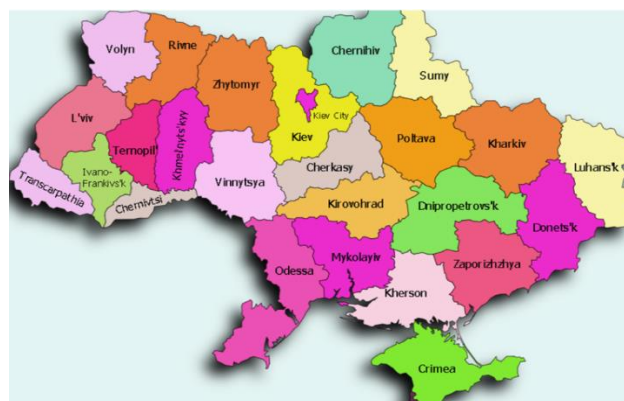 Volyn
Rivne
Zhytomyr
Chernihiv
Sumy
Kiev City
Kiev
L'viv
Ternopil'
Khmelnyts'kyy
Poltava
Kharkiv
Luhans'k
Cherkasy
Ivano-
Frankivs'k
Vinnytsya
Transcarpathia
Chernivtsi
Kirovohrad
Dnipropetrovs'k
Donets'k
Mykolayiv
Odessa
Zaporizhzhya
Kherson
Crimea